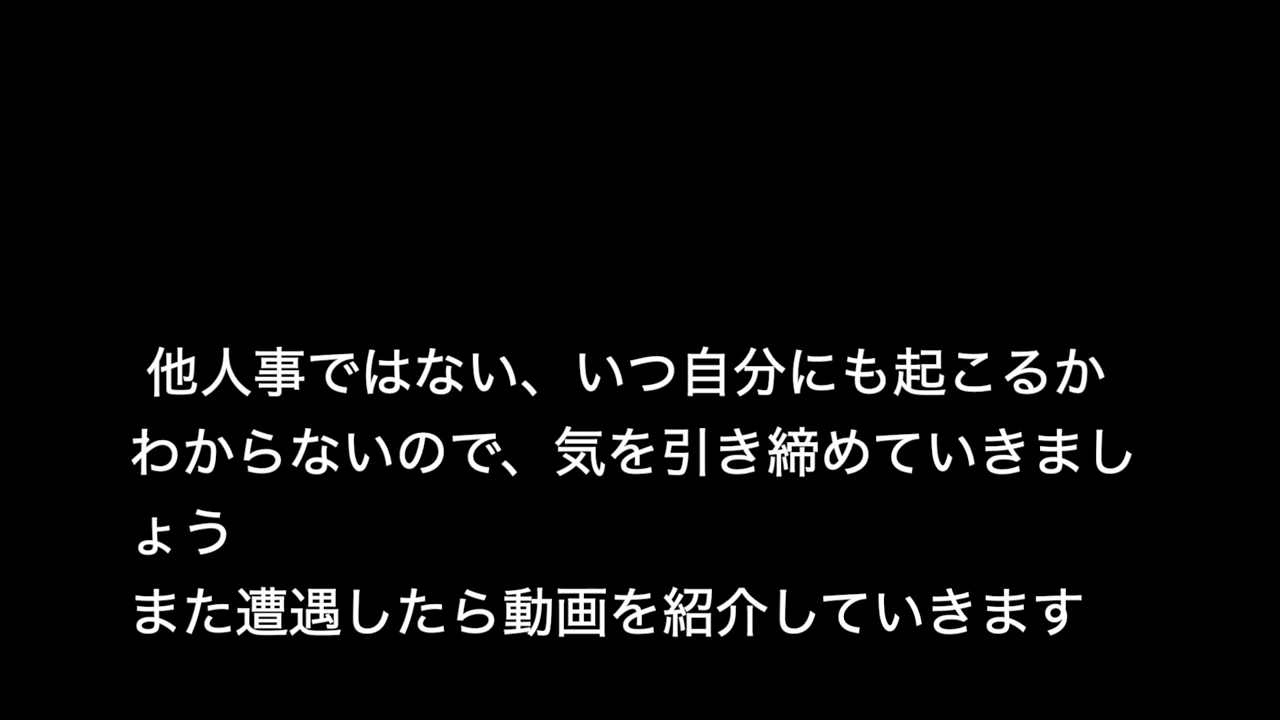 他人事ではない、いつ自分にも起こるか
わからないので、気を引き締めていきまし
ょう
また遭遇したら動画を紹介していきます